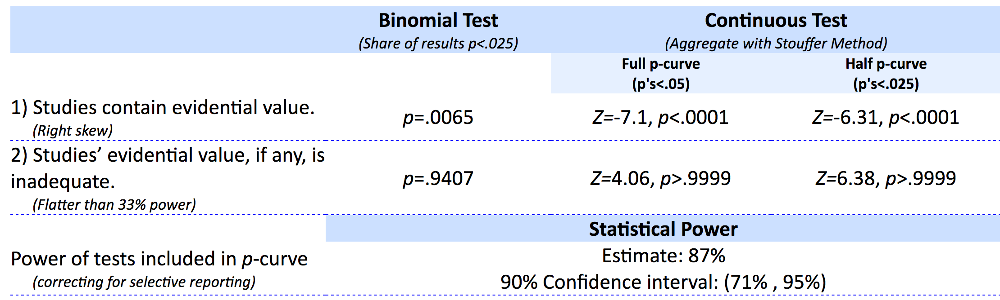 Binomial Test Continuous Test
(Share of results p<.025) (Aggregate with Stouffer Method)
Full p-curve Half p-curve
(p's<.05) (p's<.025)
1) Studies contain evidential value.
(Right skew)
p=.0065 Z=-7.1, p<.0001 Z=-6.31, p<.0001
2) Studies’ evidential value, if any, is
inadequate.
(Flatter than 33% power)
p=.9407 Z=4.06, p>.9999 Z=6.38, p>.9999
Statistical Power
Power of tests included in p-curve
(correcting for selective reporting)
Estimate: 87%
90% Confidence interval: (71% , 95%)